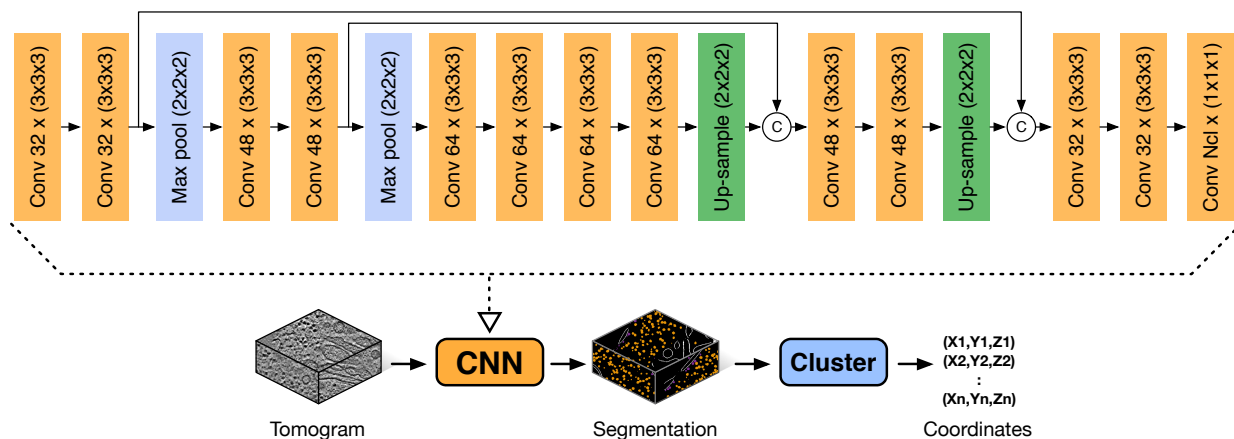 Conv 32 x (3x3x3)
Conv 32 x (3x3x3)
Max pool (2x2x2)
Conv 48 x (3x3x3)
Conv 48 x (3x3x3)
Max pool (2x2x2)
Conv 64 x (3x3x3)
Conv 64 x (3x3x3)
Conv 64 x (3x3x3)
Conv 64 x (3x3x3)
Up-sample (2x2x2)
C
Conv 48 x (3x3x3)
Conv 48 x (3x3x3)
Up-sample (2x2x2)
C
Conv 32 x (3x3x3)
Conv 32 x (3x3x3)
Conv Ncl x (1x1x1)
CNN
Cluster
(X1,Y1,Z1)
(X2,Y2,Z2)
:
(Xn,Yn,Zn)
Tomogram
Segmentation
Coordinates